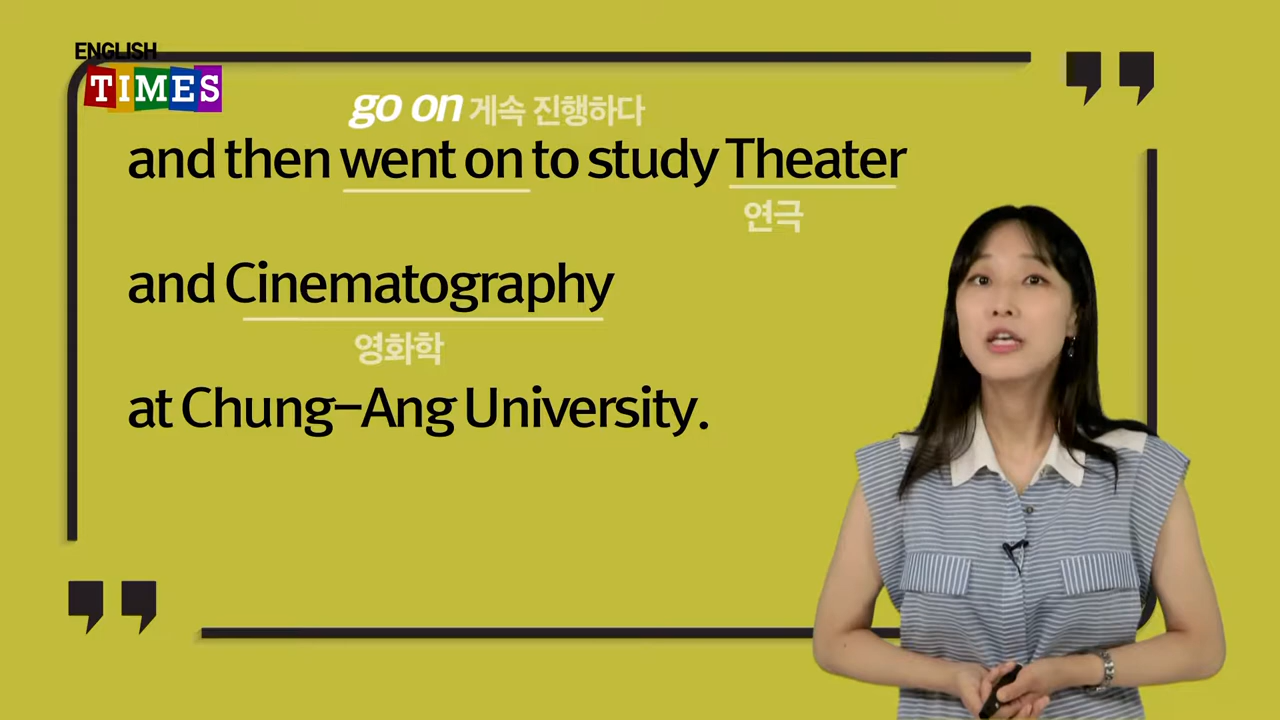 ENGLISH
TIMES
go on 게속 진행하다
and then went on to study Theater
연극
and Cinematography
영화학
at Chung-Ang University.